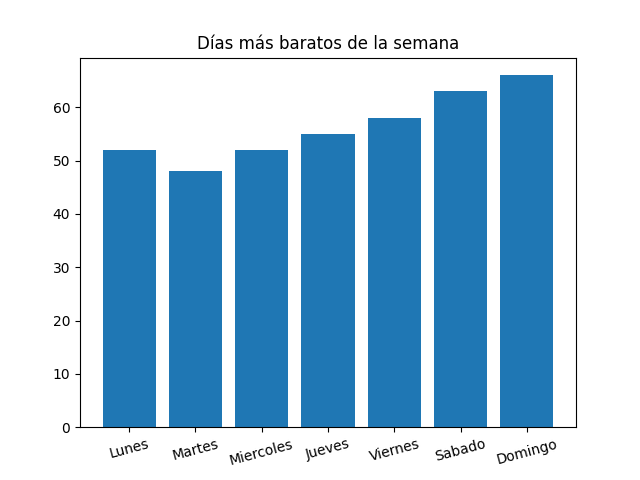 Días más baratos de la semana
60
50
40
30
20
10
0
Lunes
Martes
Miercoles
Jueves
Viernes
Sabado
Domingo